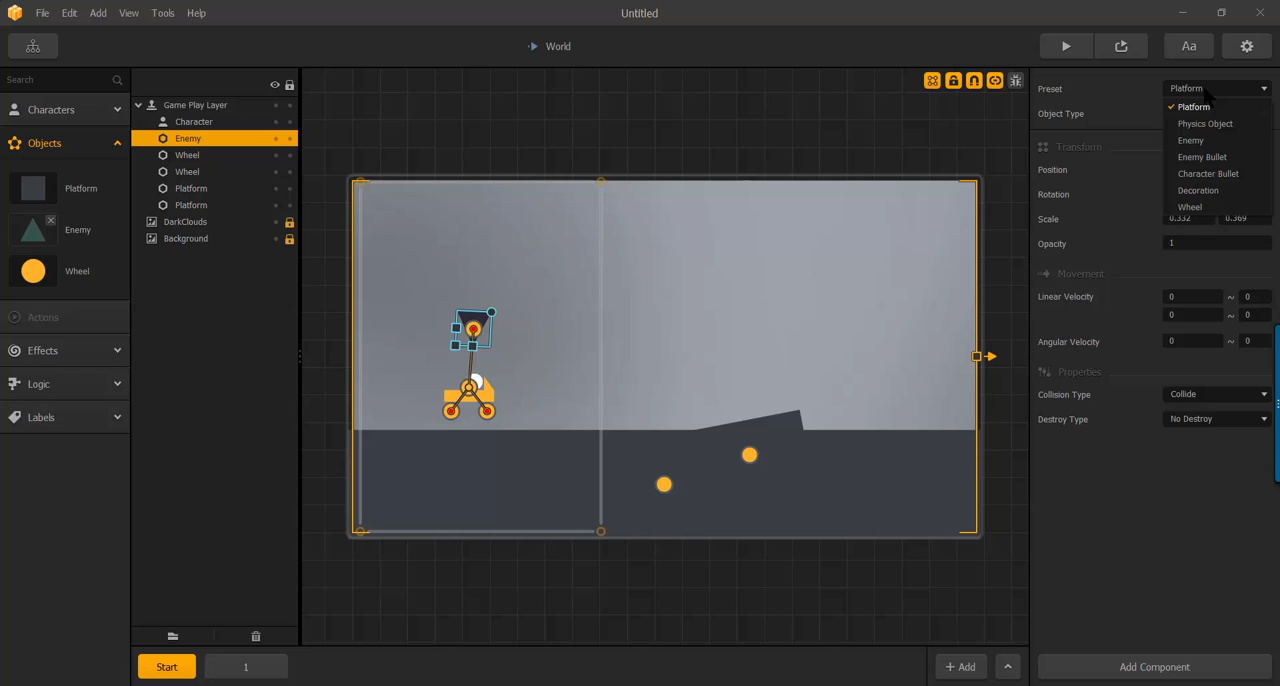 File Edit Add View Tools Help
Untitled
World
Aa
Search
Characters
Objects
Platform
Enemy
Wheel
Actions
Effects
Logic
Labels
Game Play Layer
Character
Enemy
Wheel
Wheel
Platform
Platform
DarkClouds
Background
Start
1
Add
Preset Platform
Platform
Physics Object
Enemy
Enemy Bullet
Character Bullet
Decoration
Wheel
Object Type
Transform
Position
Rotation
Scale 0.332 0.369
Opacity 1
Movement
Linear Velocity 0 ~ 0
0 ~ 0
Angular Velocity 0 ~ 0
Properties
Collision Type Collide
Destroy Type No Destroy
Add Component